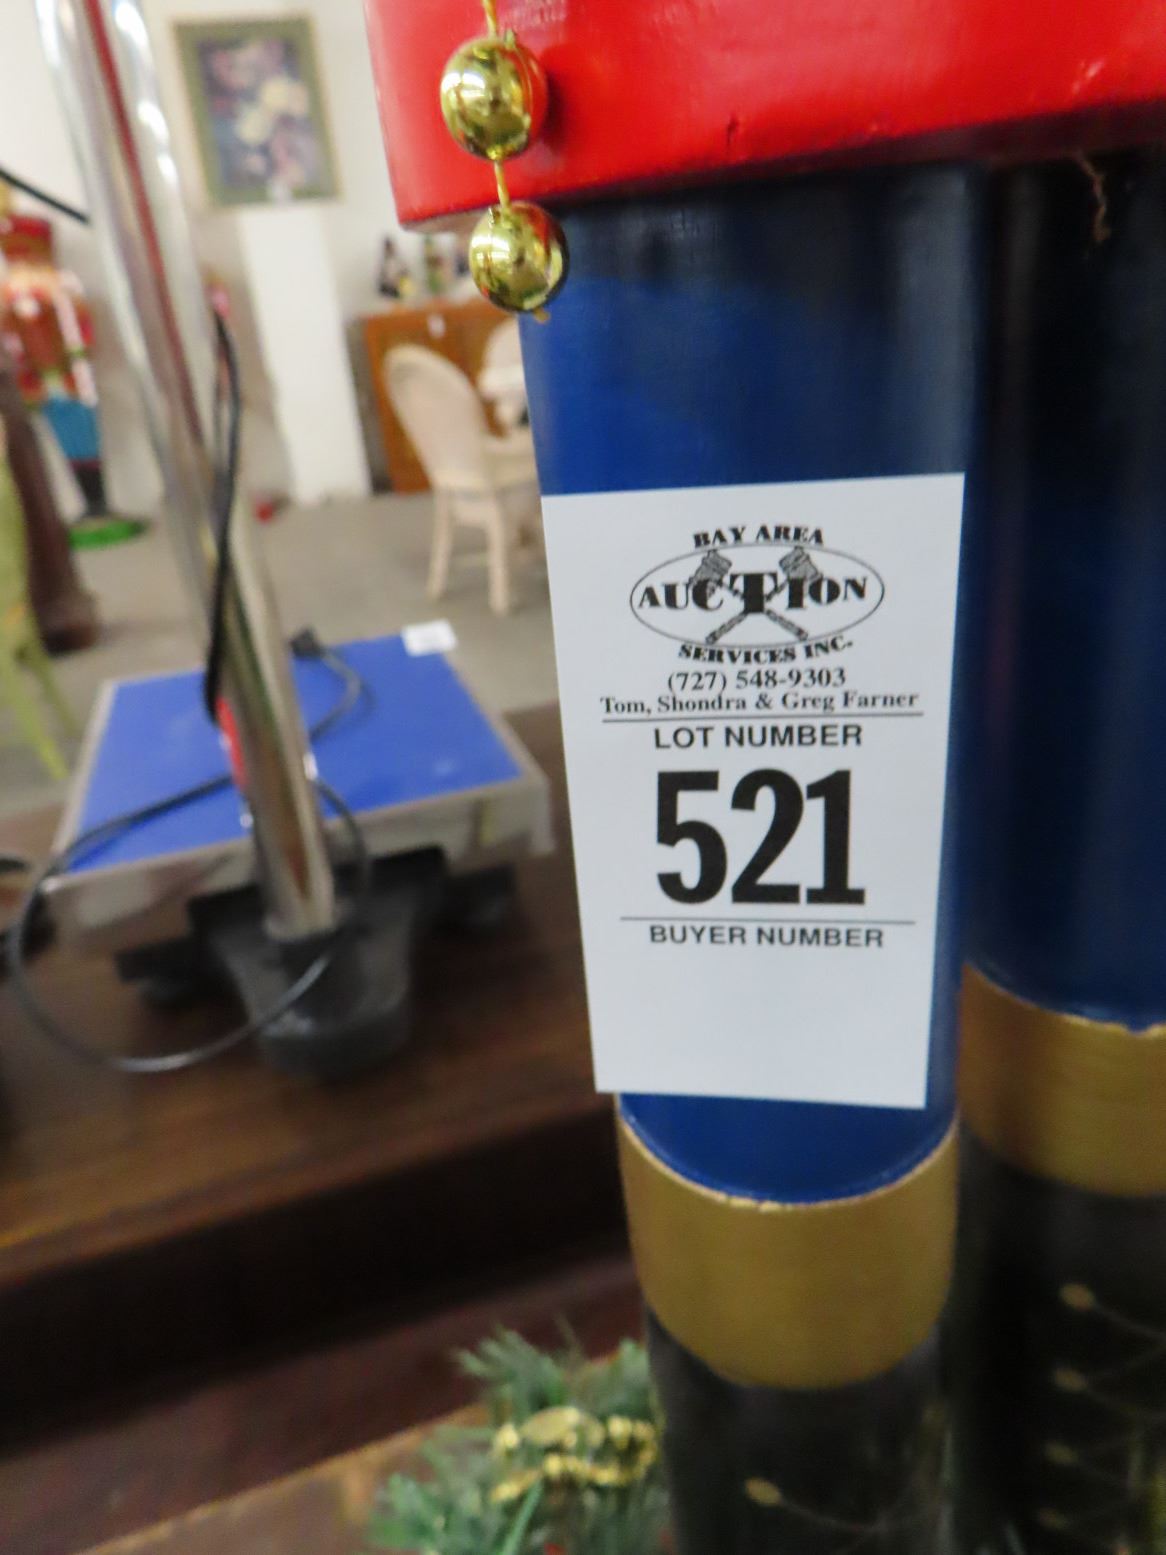 BAY AREA
AUCTION
SERVICES INC.
(727) 548-9303
Tom, Shondra & Greg Farner
LOT NUMBER
521
BUYER NUMBER